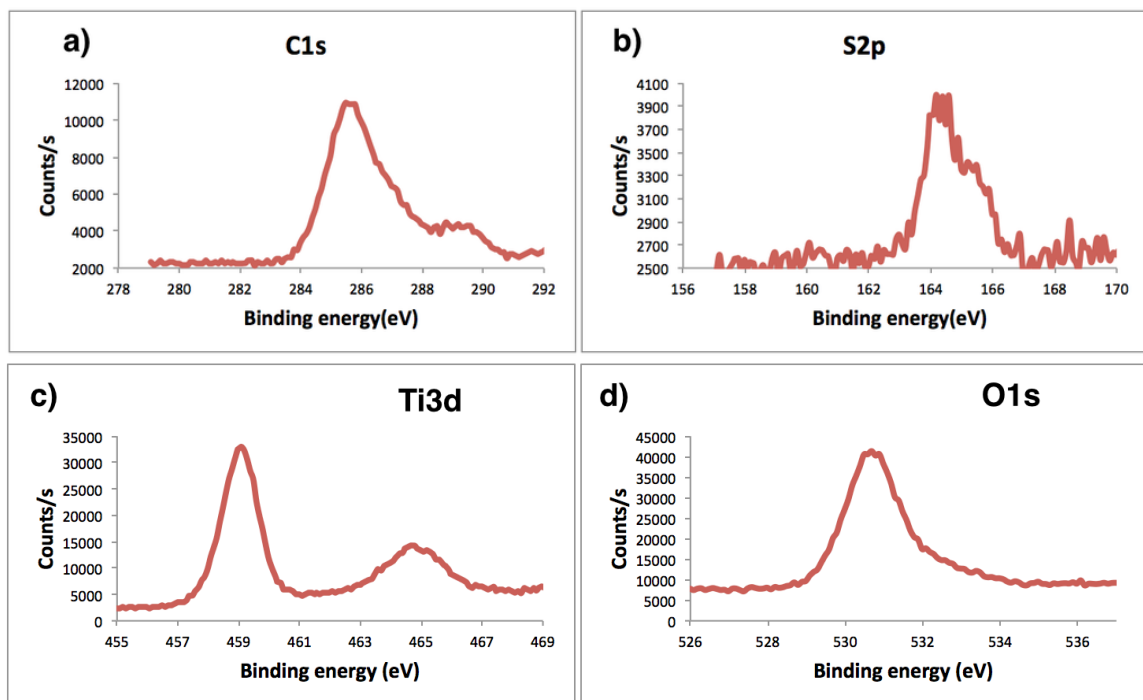 a)
C1s
12000
10000
8000
6000
4000
2000
Counts/s
278 280 282 284 286 288 290 292
Binding energy(eV)
b)
S2p
4100
3900
3700
3500
3300
3100
2900
2700
2500
Counts/s
156 158 160 162 164 166 168 170
Binding energy(eV)
c)
Ti3d
35000
30000
25000
20000
15000
10000
5000
0
Counts/s
455 457 459 461 463 465 467 469
Binding energy (eV)
d)
O1s
45000
40000
35000
30000
25000
20000
15000
10000
5000
0
Counts/s
526 528 530 532 534 536
Binding energy (eV)